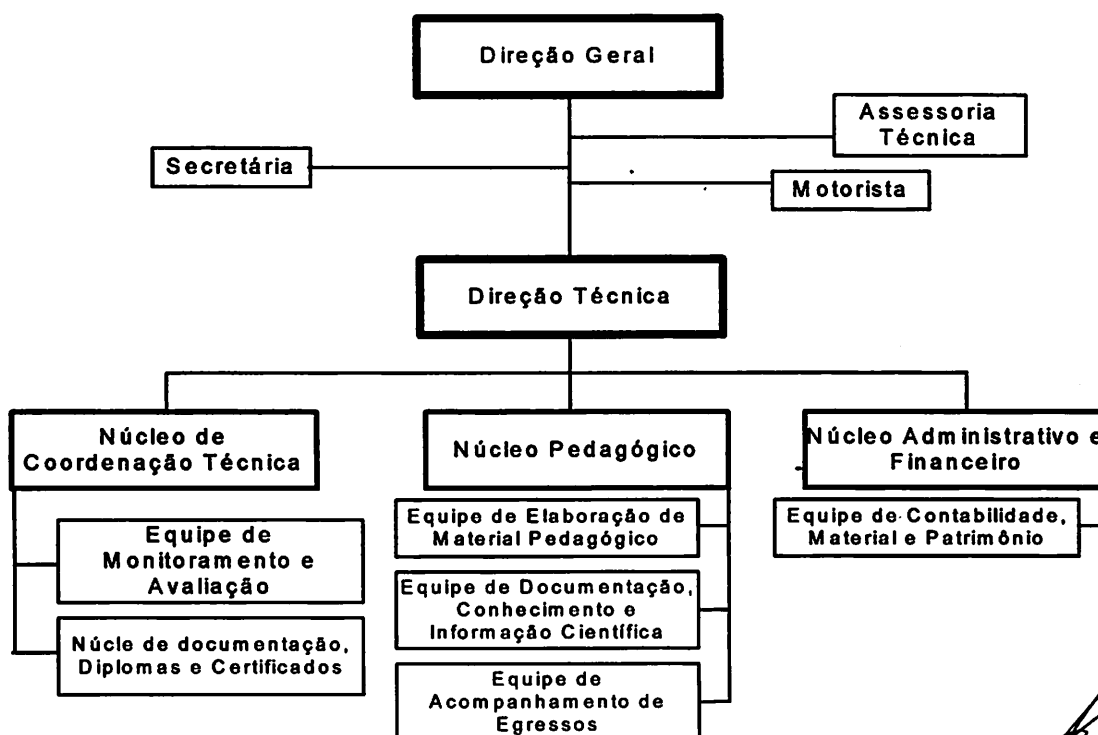 Direção Geral
Assessoria
Técnica
Secretária
Motorista
Direção Técnica
Núcleo de
Coordenação Técnica
Núcleo Pedagógico
Núcleo Administrativo e
Financeiro
Equipe de
Monitoramento e
Avaliação
Núcle de documentação,
Diplomas e Certificados
Equipe de Elaboração de
Material Pedagógico
Equipe de Documentação,
Conhecimento e
Informação Científica
Equipe de
Acompanhamento de
Egressos
Equipe de Contabilidade,
Material e Patrimônio